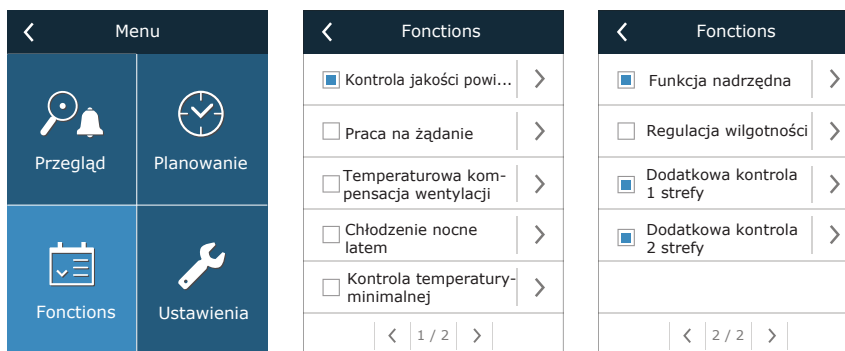 Menu
Przegląd
Planowanie
Fonctions
Ustawienia
Fonctions
Kontrola jakości powi...
Praca na żądanie
Temperaturowa kom-
pensacja wentylacji
Chłodzenie nocne
latem
Kontrola temperatury-
minimalnej
1 / 2
Fonctions
Funkcja nadrzędna
Regulacja wilgotności
Dodatkowa kontrola
1 strefy
Dodatkowa kontrola
2 strefy
2 / 2